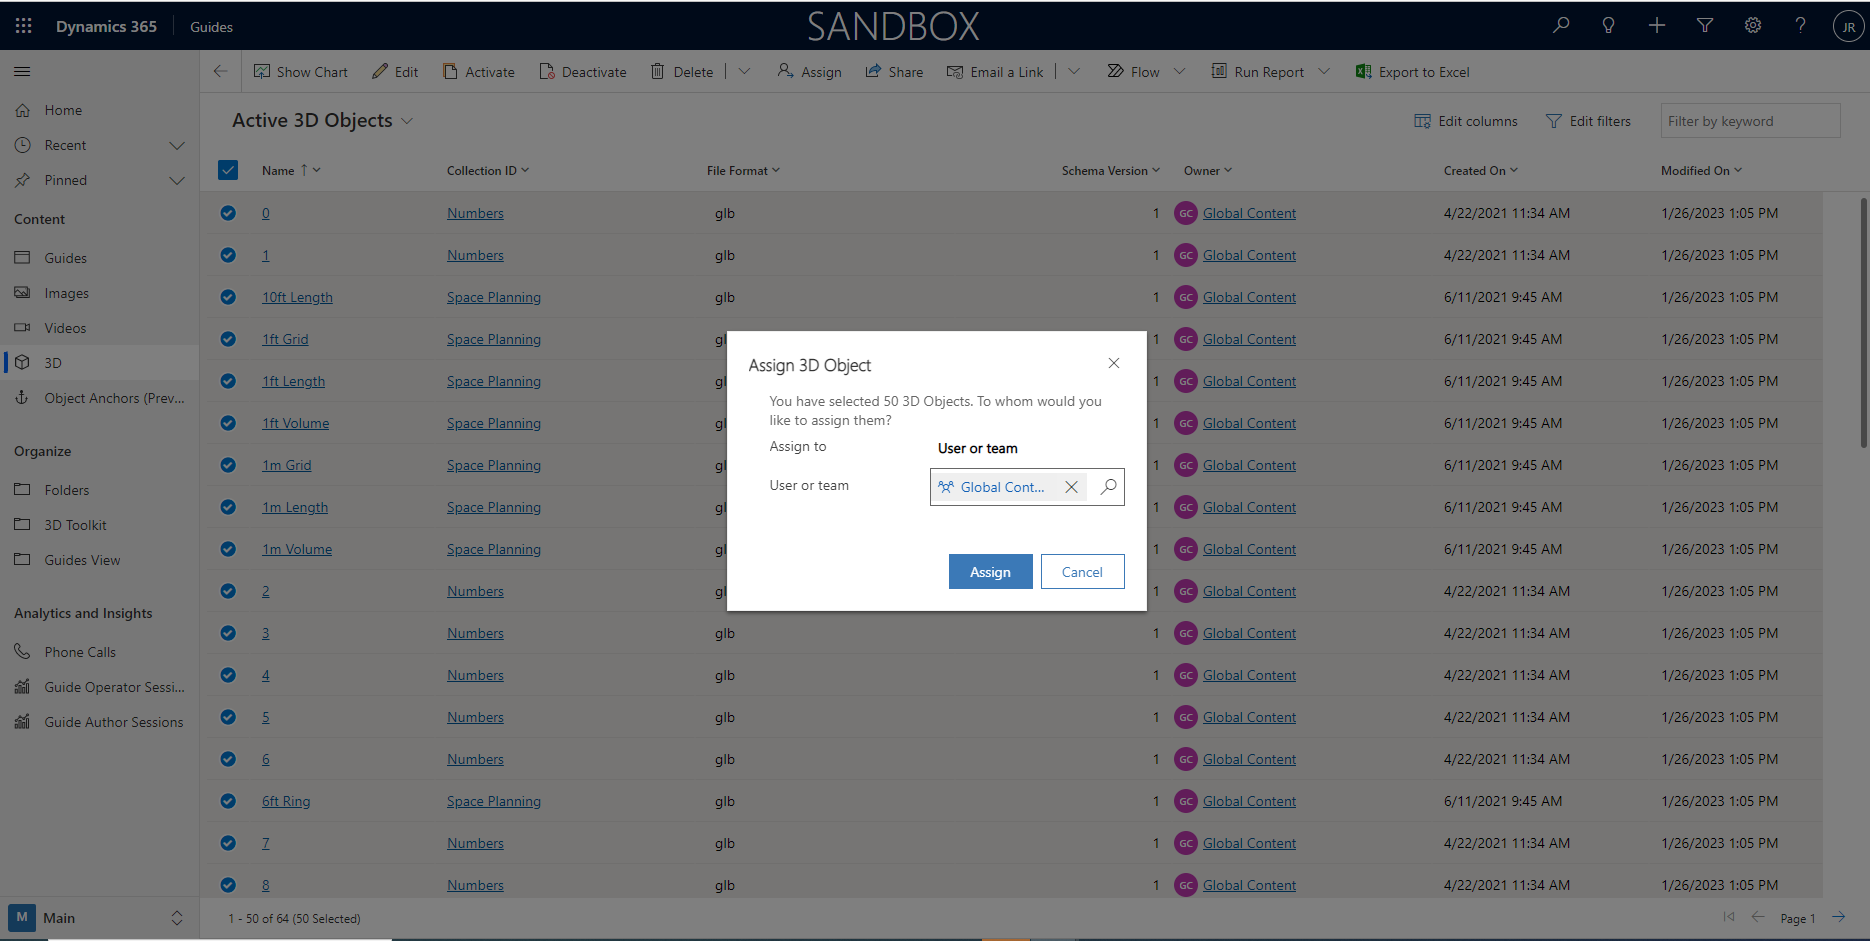 Dynamics 365 Guides SANDBOX JR
Show Chart Edit Activate Deactivate Delete Assign Share Email a Link Flow Run Report Export to Excel
Home
Recent
Pinned
Content
Guides
Images
Videos
3D
Object Anchors (Prev...
Organize
Folders
3D Toolkit
Guides View
Analytics and Insights
Phone Calls
Guide Operator Sessi...
Guide Author Sessions
M Main
Active 3D Objects Edit columns Edit filters Filter by keyword
Name Collection ID File Format Schema Version Owner Created On Modified On
0 Numbers glb 1 GC Global Content 4/22/2021 11:34 AM 1/26/2023 1:05 PM
1 Numbers glb 1 GC Global Content 4/22/2021 11:34 AM 1/26/2023 1:05 PM
10ft Length Space Planning glb 1 GC Global Content 6/11/2021 9:45 AM 1/26/2023 1:05 PM
1ft Grid Space Planning gl 1 GC Global Content 6/11/2021 9:45 AM 1/26/2023 1:05 PM
1ft Length Space Planning gl 1 GC Global Content 6/11/2021 9:45 AM 1/26/2023 1:05 PM
1ft Volume Space Planning gl 1 GC Global Content 6/11/2021 9:45 AM 1/26/2023 1:05 PM
1m Grid Space Planning gl 1 GC Global Content 6/11/2021 9:45 AM 1/26/2023 1:05 PM
1m Length Space Planning gl 1 GC Global Content 6/11/2021 9:45 AM 1/26/2023 1:05 PM
1m Volume Space Planning gl 1 GC Global Content 6/11/2021 9:45 AM 1/26/2023 1:05 PM
2 Numbers gl 1 GC Global Content 4/22/2021 11:34 AM 1/26/2023 1:05 PM
3 Numbers glb 1 GC Global Content 4/22/2021 11:34 AM 1/26/2023 1:05 PM
4 Numbers glb 1 GC Global Content 4/22/2021 11:34 AM 1/26/2023 1:05 PM
5 Numbers glb 1 GC Global Content 4/22/2021 11:34 AM 1/26/2023 1:05 PM
6 Numbers glb 1 GC Global Content 4/22/2021 11:34 AM 1/26/2023 1:05 PM
6ft Ring Space Planning glb 1 GC Global Content 6/11/2021 9:45 AM 1/26/2023 1:05 PM
7 Numbers glb 1 GC Global Content 4/22/2021 11:34 AM 1/26/2023 1:05 PM
8 Numbers glb 1 GC Global Content 4/22/2021 11:34 AM 1/26/2023 1:05 PM
1 - 50 of 64 (50 Selected) Page 1
Assign 3D Object
You have selected 50 3D Objects. To whom would you
like to assign them?
Assign to User or team
User or team Global Cont...
Assign Cancel